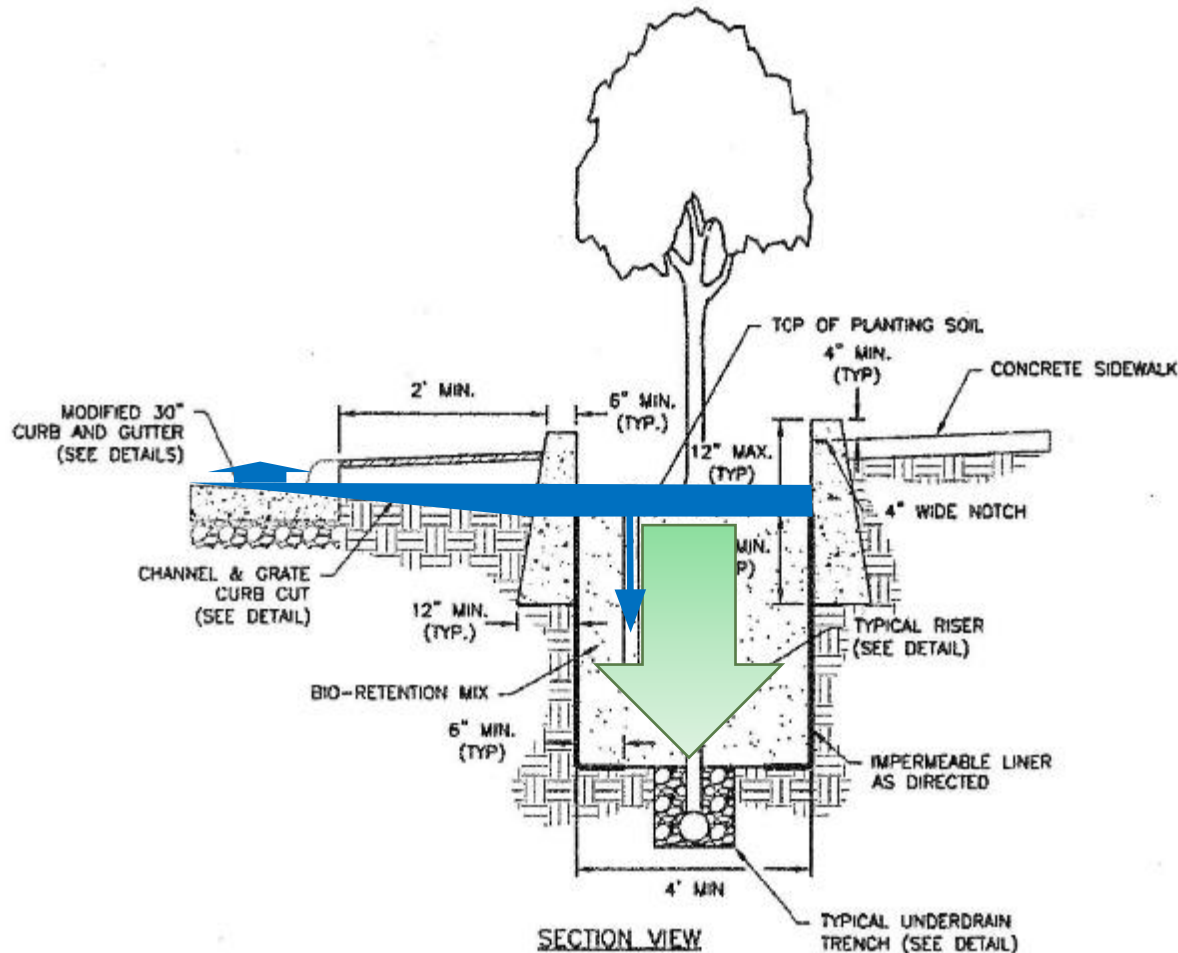 TOP OF PLANTING SOIL
4" MIN.
(TYP)
CONCRETE SIDEWALK
2' MIN.
6" MIN.
(TYP.)
MODIFIED 30"
CURB AND GUTTER
(SEE DETAILS)
12" MAX.
(TYP)
4" WIDE NOTCH
MIN.
P)
CHANNEL & GRATE
CURB CUT
(SEE DETAIL)
12" MIN.
(TYP.)
TYPICAL RISER
(SEE DETAIL)
BIO-RETENTION MIX
6" MIN.
(TYP)
IMPERMEABLE LINER
AS DIRECTED
4' MIN
TYPICAL UNDERDRAIN
TRENCH (SEE DETAIL)
SECTION VIEW